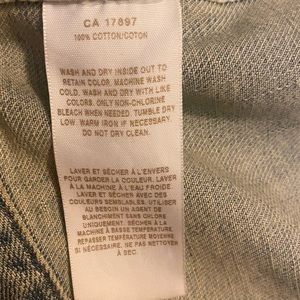 CA 17897
100% COTTON/COTON
WASH AND DRY INSIDE OUT TO
RETAIN COLOR. MACHINE WASH
COLD. WASH AND DRY WITH LIKE
COLORS. ONLY NON-CHLORINE
BLEACH WHEN NEEDED. TUMBLE DRY
LOW. WARM IRON IF NECESSARY.
DO NOT DRY CLEAN.
LAVER ET SÉCHER À L'ENVERS
POUR GARDER LA COULEUR. LAVER
À LA MACHINE À L'EAU FROIDE
LAVER ET SÉCHER AVEC DES
COULEURS SEMBLABLES. UTILISER
AU BESOIN UN AGENT DE
BLANCHIMENT SANS CHLORE
UNIQUEMENT. SÉCHER À LA
MACHINE À BASSE TEMPÉRATURE
REPASSER TEMPÉRATURE MOYENNE
SI NÉCESSAIRE. NE PAS NETTOYER
À SEC.